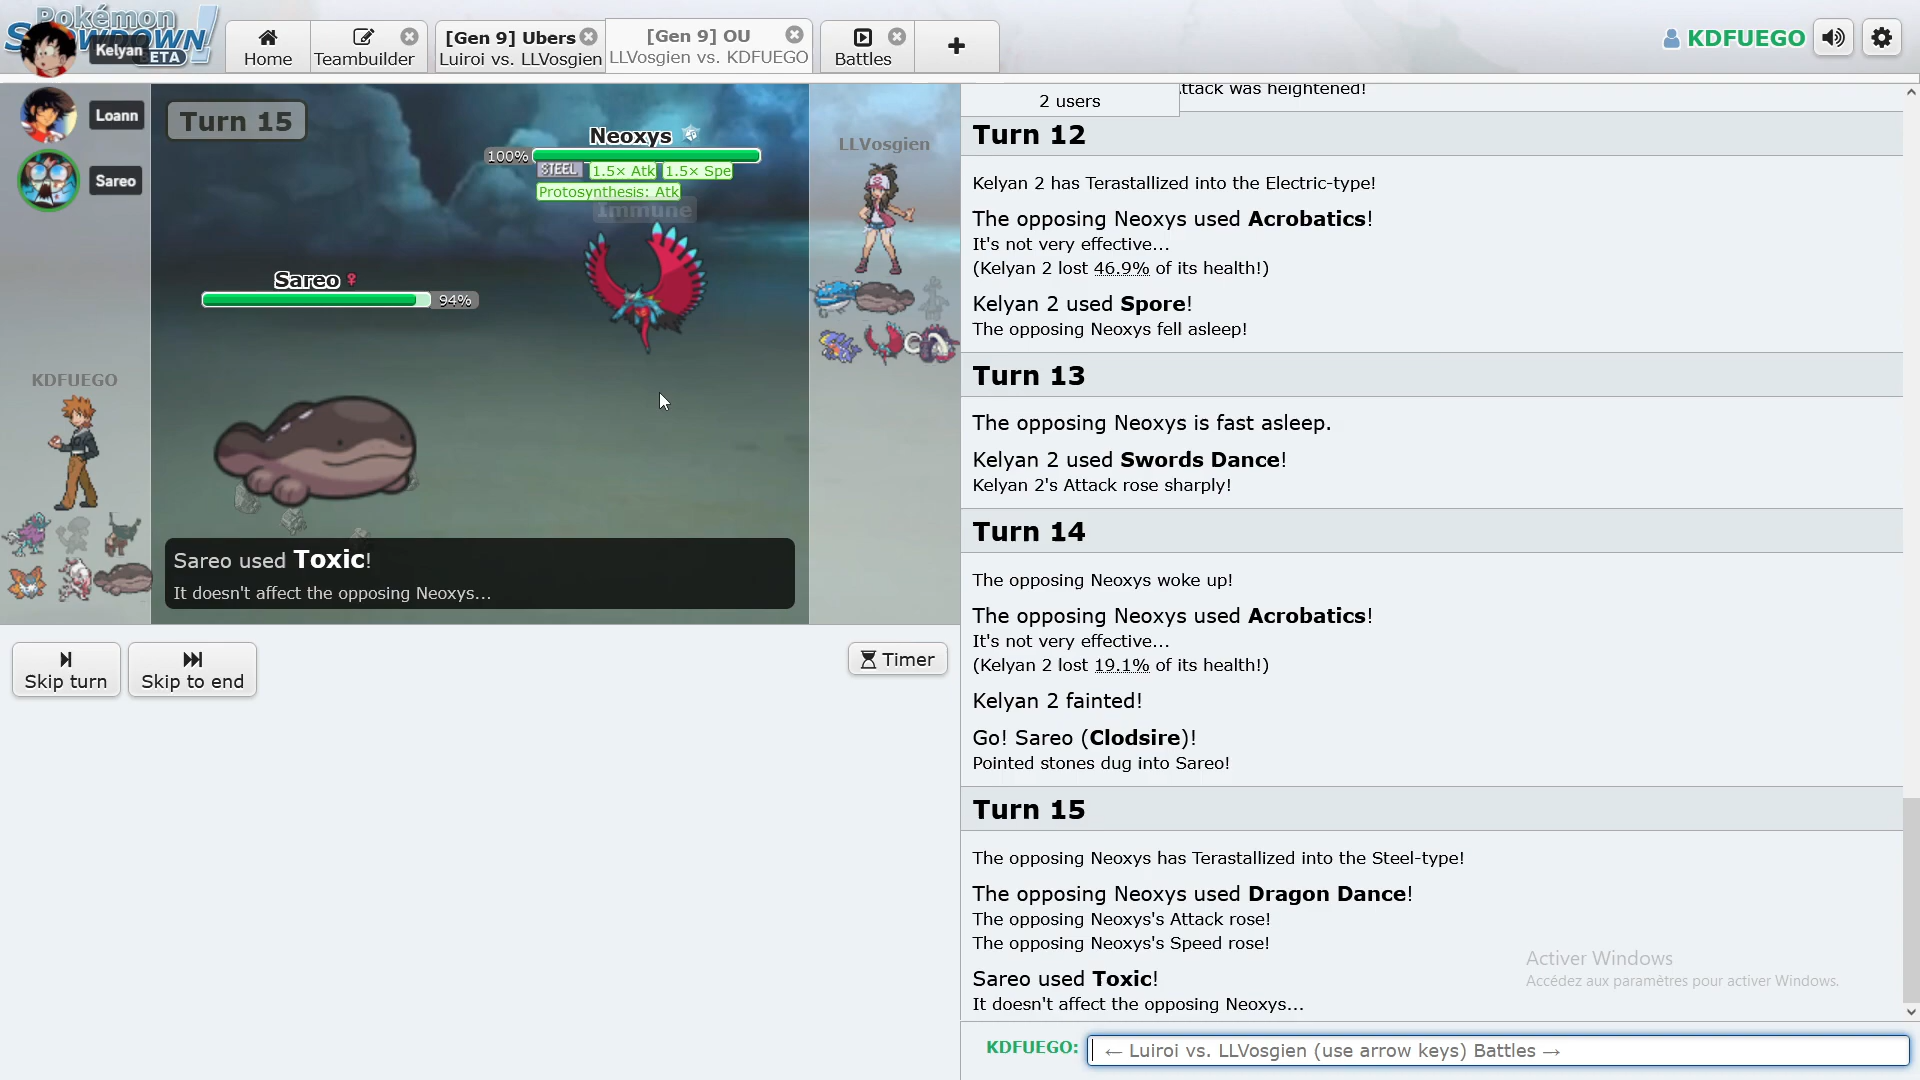 Pokémon
SHOWDOWN!
BETA
Kelyan
Loann
Sareo
Home
Teambuilder
[Gen 9] Ubers
Luiroi vs. LLVosgien
[Gen 9] OU
LLVosgien vs. KDFUEGO
Battles
KDFUEGO
Turn 15
Neoxys
100%
STEEL 1.5× Atk 1.5× Spe
Protosynthesis: Atk
Immune
Sareo ♀
94%
LLVosgien
KDFUEGO
Sareo used Toxic!
It doesn't affect the opposing Neoxys...
Skip turn
Skip to end
Timer
2 users
ttack was heightened!
Turn 12
Kelyan 2 has Terastallized into the Electric-type!
The opposing Neoxys used Acrobatics!
It's not very effective...
(Kelyan 2 lost 46.9% of its health!)
Kelyan 2 used Spore!
The opposing Neoxys fell asleep!
Turn 13
The opposing Neoxys is fast asleep.
Kelyan 2 used Swords Dance!
Kelyan 2's Attack rose sharply!
Turn 14
The opposing Neoxys woke up!
The opposing Neoxys used Acrobatics!
It's not very effective...
(Kelyan 2 lost 19.1% of its health!)
Kelyan 2 fainted!
Go! Sareo (Clodsire)!
Pointed stones dug into Sareo!
Turn 15
The opposing Neoxys has Terastallized into the Steel-type!
The opposing Neoxys used Dragon Dance!
The opposing Neoxys's Attack rose!
The opposing Neoxys's Speed rose!
Sareo used Toxic!
It doesn't affect the opposing Neoxys...
Activer Windows
Accédez aux paramètres pour activer Windows.
KDFUEGO: ← Luiroi vs. LLVosgien (use arrow keys) Battles →